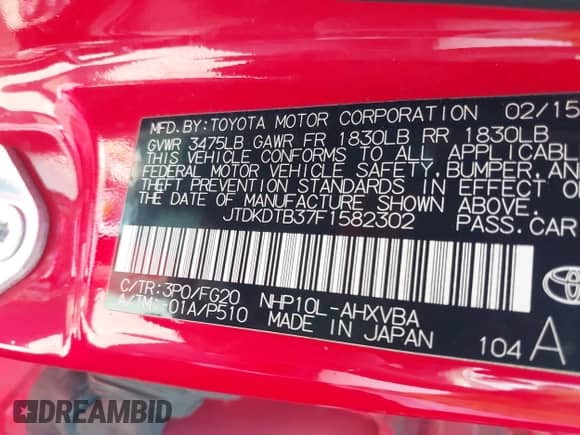 MFD.BY:TOYOTA MOTOR CORPORATION 02/15
GVWR 3475LB GAWR FR 1830LB RR 1830LB
THIS VEHICLE CONFORMS TO ALL APPLICABLE
FEDERAL MOTOR VEHICLE SAFETY,BUMPER,AN
THEFT PREVENTION STANDARDS IN EFFECT O
THE DATE OF MANUFACTURE SHOWN ABOVE.
JTDKDTB37F1582302 PASS.CAR
C/TR:3P0/FG20 NHP10L-AHXVBA
A/TM:-01A/P510 MADE IN JAPAN 104 A
TOYOTA
DREAMBID